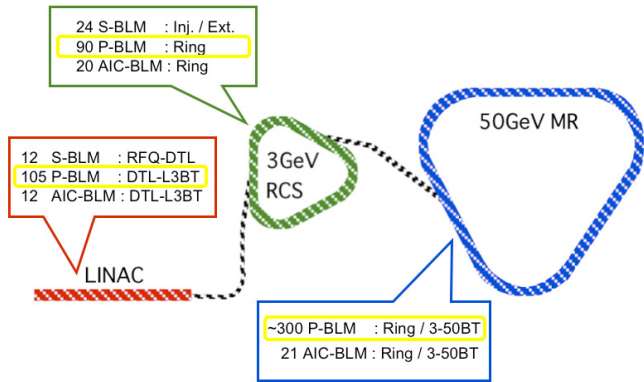 24 S-BLM : Inj. / Ext.
90 P-BLM : Ring
20 AIC-BLM : Ring
50GeV MR
3GeV
RCS
12 S-BLM : RFQ-DTL
105 P-BLM : DTL-L3BT
12 AIC-BLM : DTL-L3BT
LINAC
~300 P-BLM : Ring / 3-50BT
21 AIC-BLM : Ring / 3-50BT